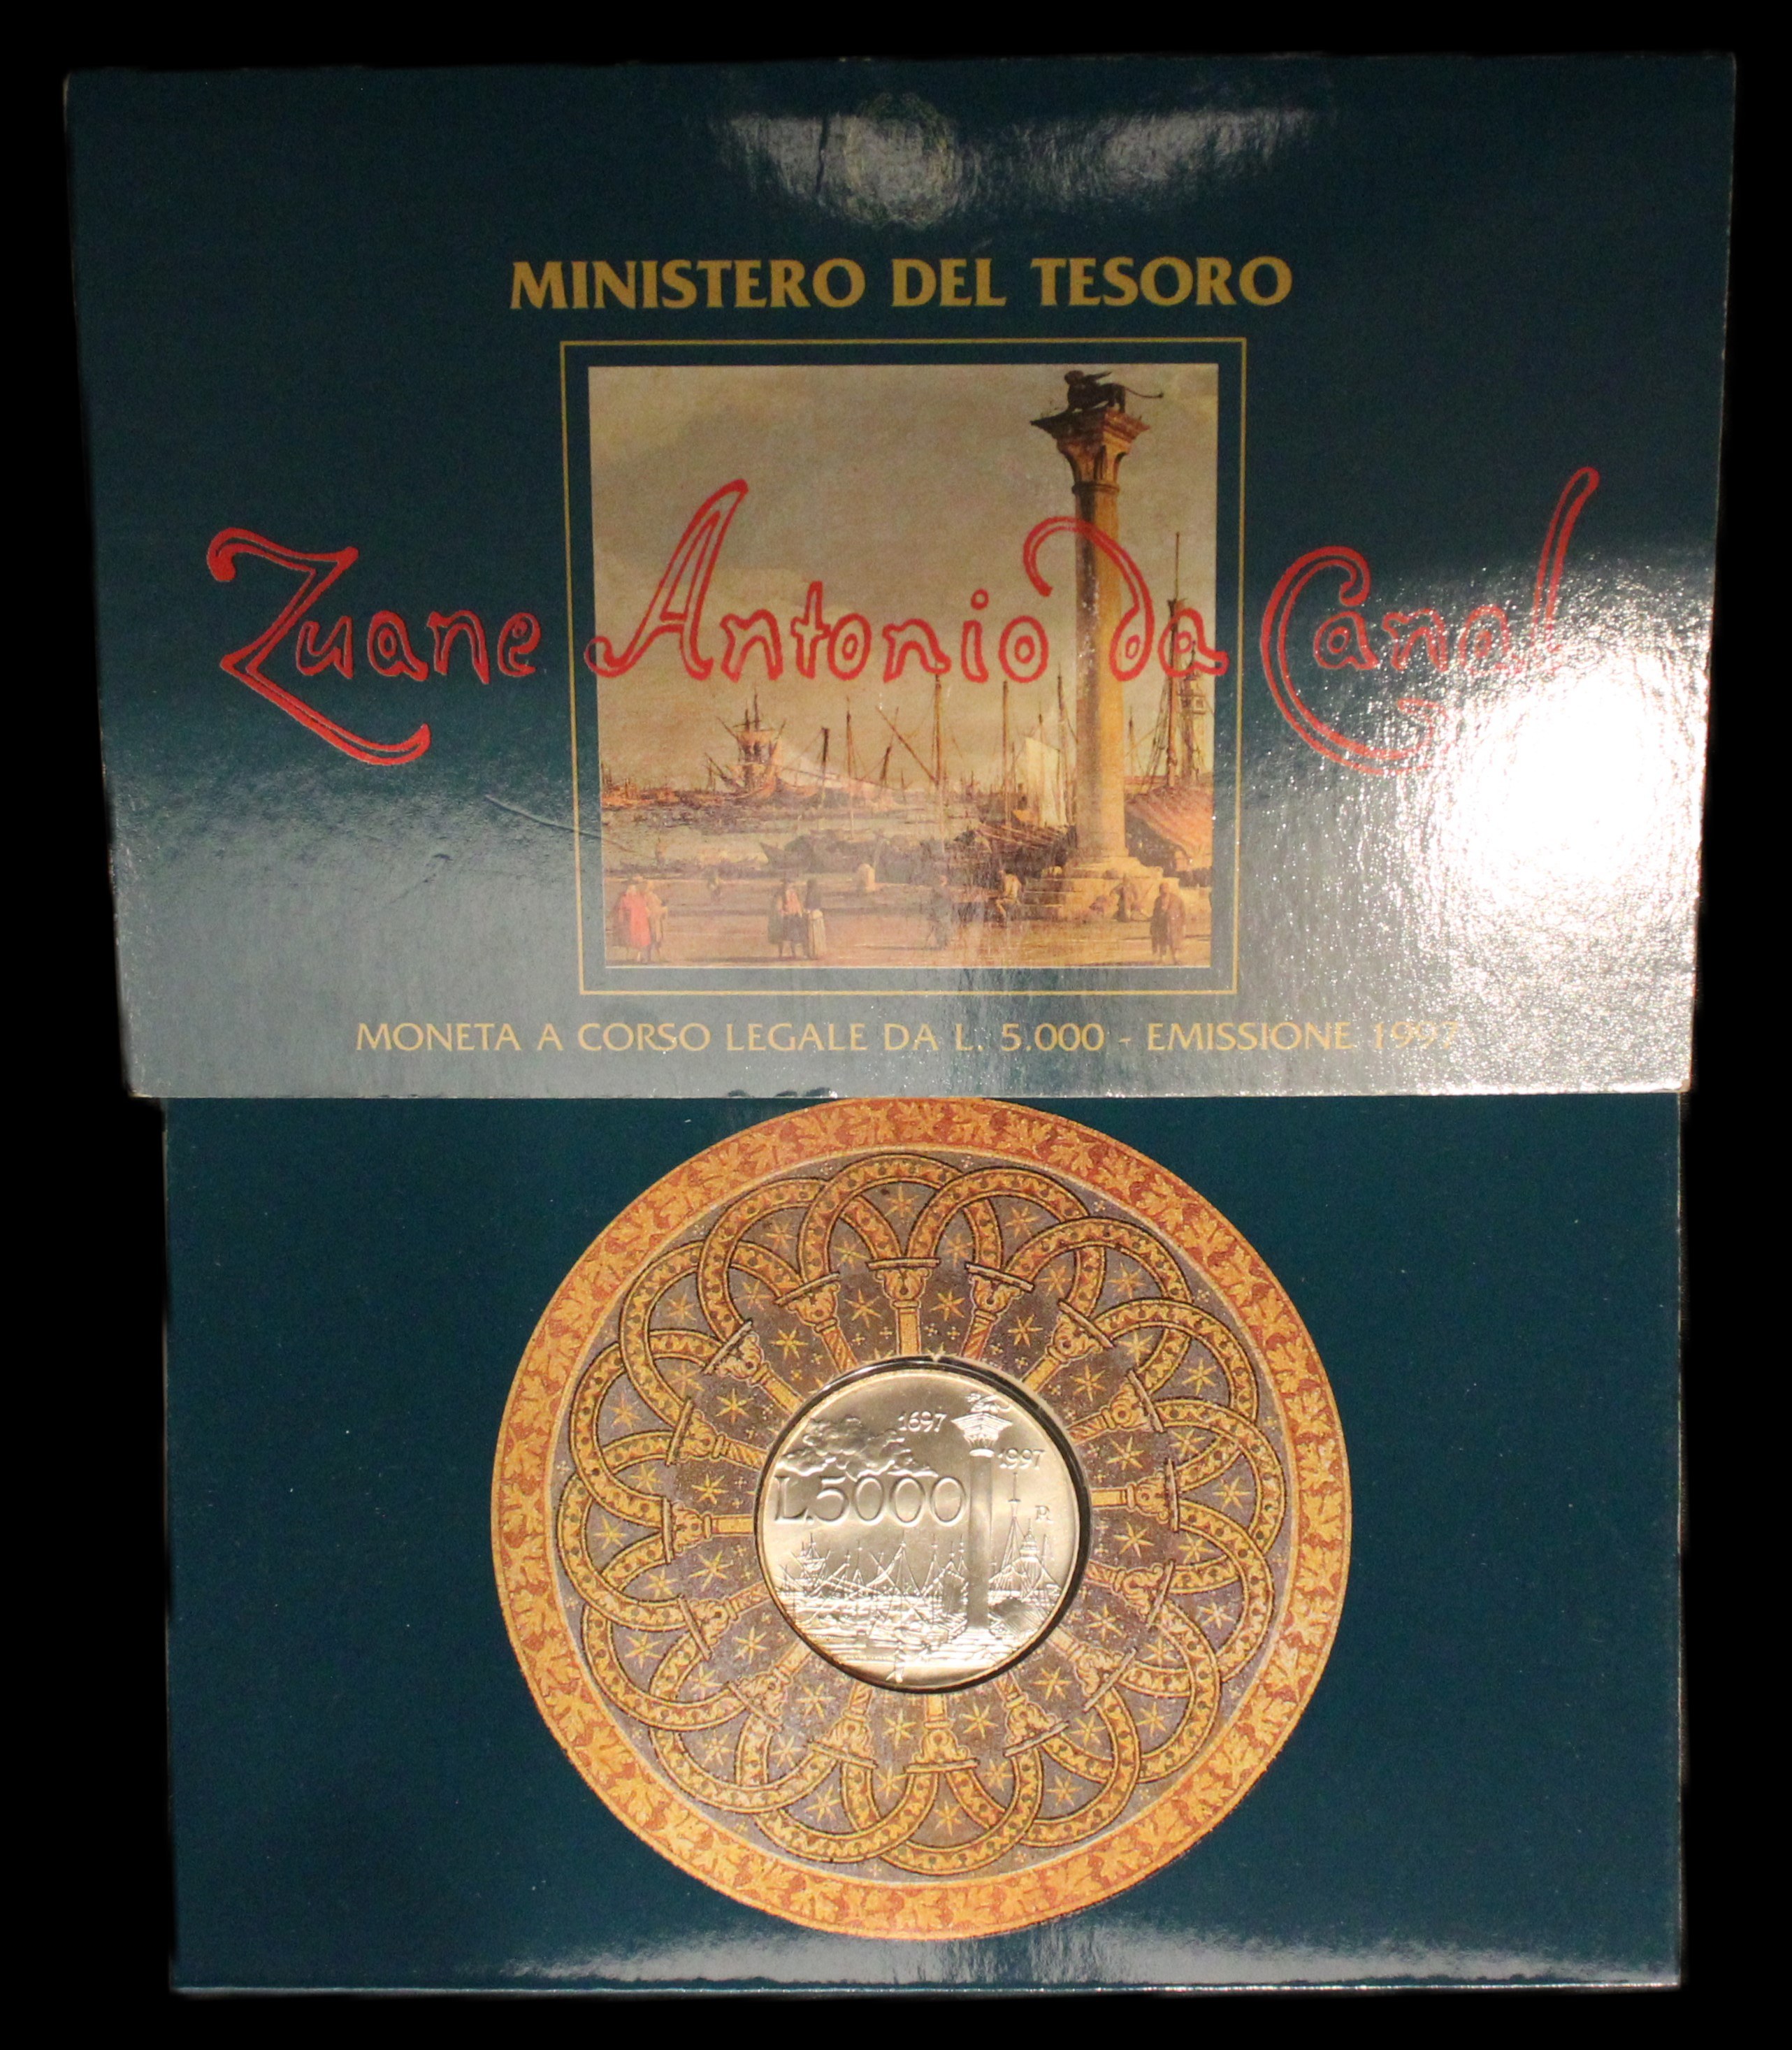 MINISTERO DEL TESORO
Zuane Antonio da Canal
MONETA A CORSO LEGALE DA L. 5.000 - EMISSIONE 1997
1697
1997
L.5000
R